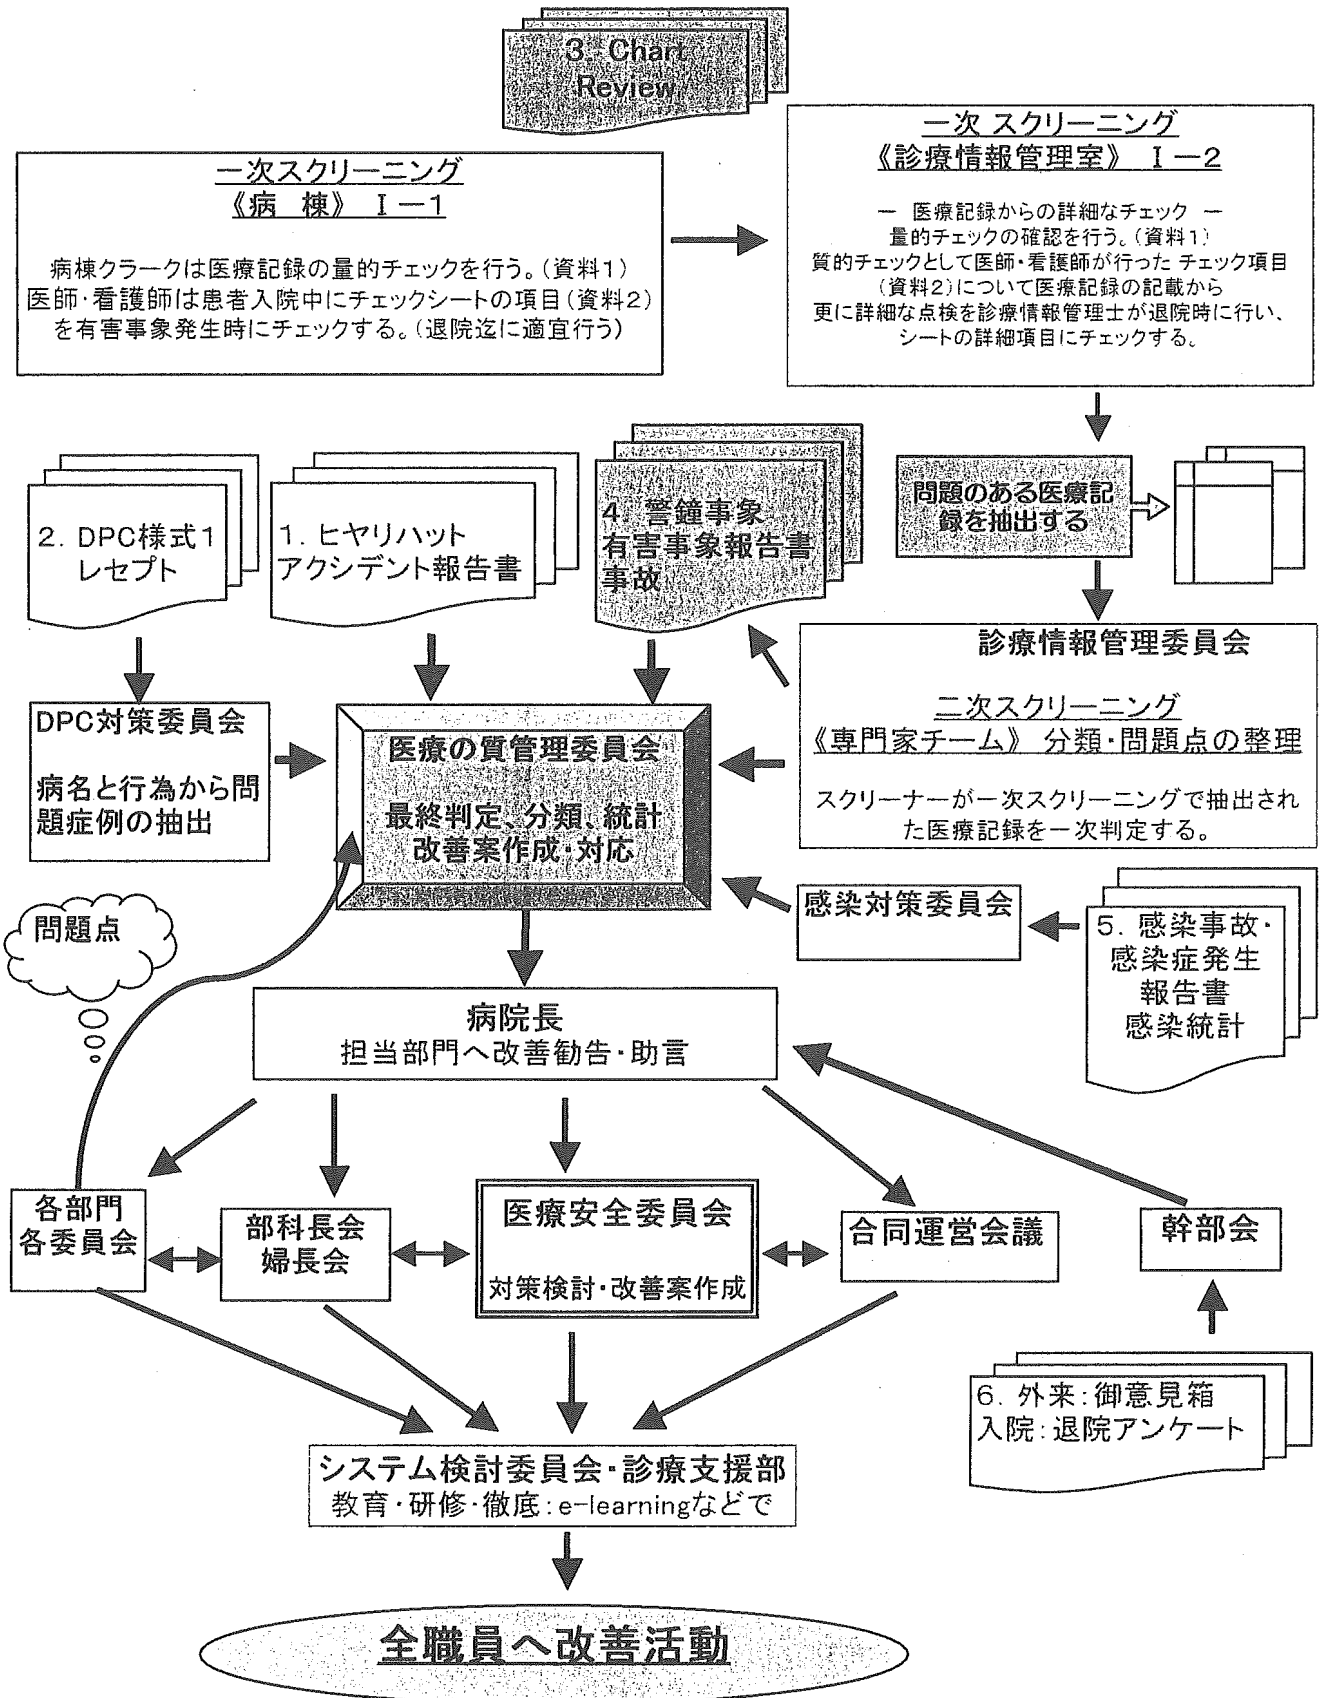 3. Chart
Review
一次スクリーニング
《病 棟》 Ⅰ－1
病棟クラークは医療記録の量的チェックを行う。(資料1)
医師・看護師は患者入院中にチェックシートの項目(資料2)
を有害事象発生時にチェックする。(退院迄に適宜行う)
一次 スクリーニング
《診療情報管理室》 Ⅰ－2
－ 医療記録からの詳細なチェック －
量的チェックの確認を行う。(資料1)
質的チェックとして医師・看護師が行った チェック項目
(資料2)について医療記録の記載から
更に詳細な点検を診療情報管理士が退院時に行い、
シートの詳細項目にチェックする。
2. DPC様式1
レセプト
1. ヒヤリハット
アクシデント報告書
4. 警鐘事象
有害事象報告書
事故
問題のある医療記
録を抽出する
診療情報管理委員会
二次スクリーニング
《専門家チーム》 分類・問題点の整理
スクリーナーが一次スクリーニングで抽出され
た医療記録を一次判定する。
DPC対策委員会
病名と行為から問
題症例の抽出
医療の質管理委員会
最終判定、分類、統計
改善案作成・対応
感染対策委員会
5. 感染事故・
感染症発生
報告書
感染統計
問題点
病院長
担当部門へ改善勧告・助言
各部門
各委員会
部科長会
婦長会
医療安全委員会
対策検討・改善案作成
合同運営会議
幹部会
6. 外来：御意見箱
入院：退院アンケート
システム検討委員会・診療支援部
教育・研修・徹底：e-learningなどで
全職員へ改善活動